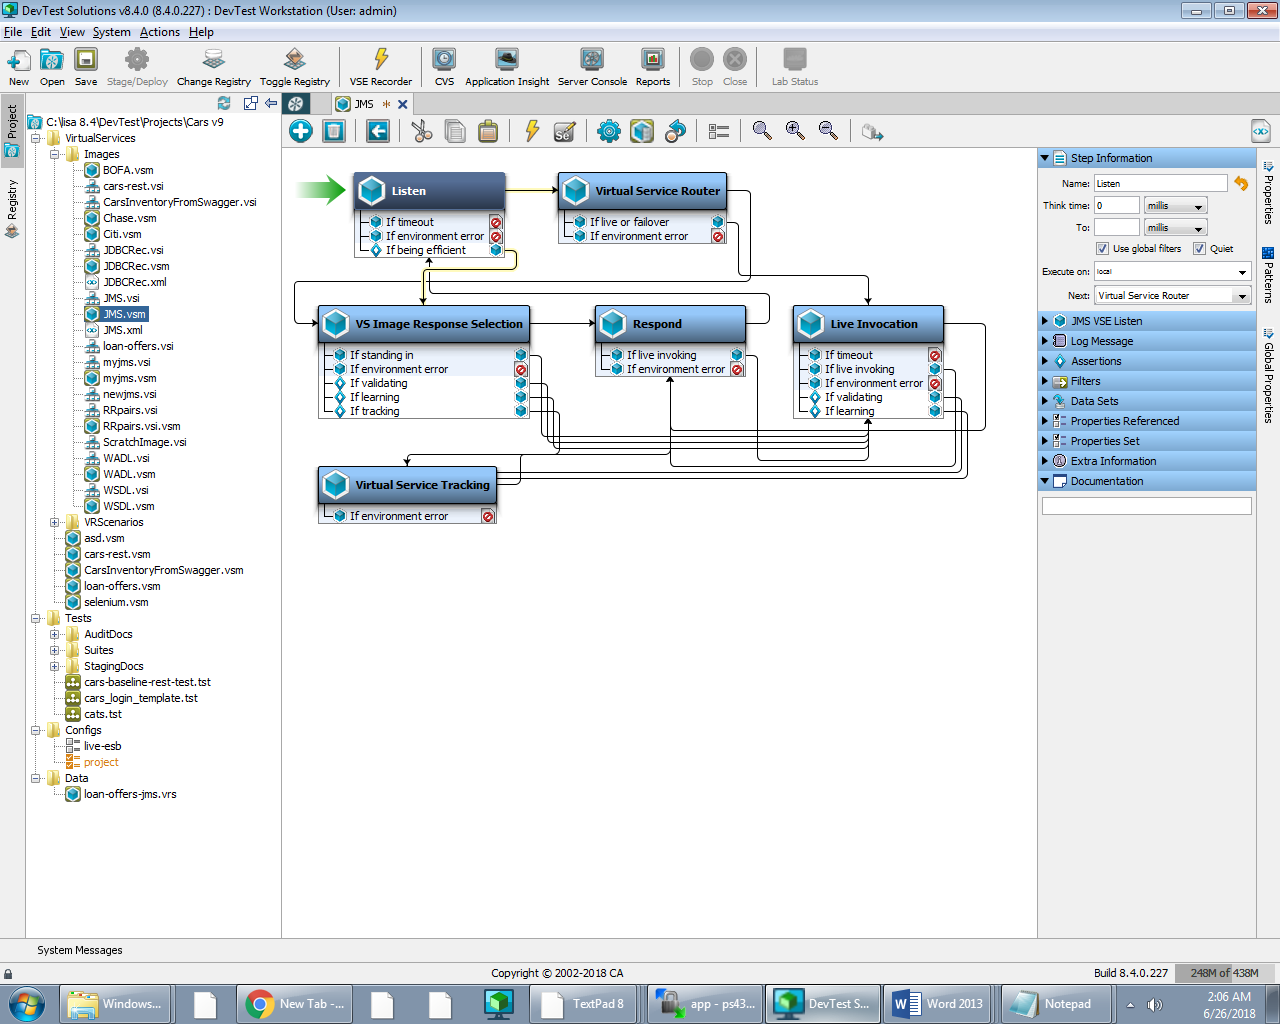 DevTest Solutions v8.4.0 (8.4.0.227) : DevTest Workstation (User: admin)
File Edit View System Actions Help
New Open Save Stage/Deploy Change Registry Toggle Registry VSE Recorder CVS Application Insight Server Console Reports Stop Close Lab Status
Project
Registry
JMS
C:\lisa 8.4\DevTest\Projects\Cars v9
VirtualServices
Images
BOFA.vsm
cars-rest.vsi
CarsInventoryFromSwagger.vsi
Chase.vsm
Citi.vsm
JDBCRec.vsi
JDBCRec.vsm
JDBCRec.xml
JMS.vsi
JMS.vsm
JMS.xml
loan-offers.vsi
myjms.vsi
myjms.vsm
newjms.vsi
RRpairs.vsi
RRpairs.vsi.vsm
ScratchImage.vsi
WADL.vsi
WADL.vsm
WSDL.vsi
WSDL.vsm
VRScenarios
asd.vsm
cars-rest.vsm
CarsInventoryFromSwagger.vsm
loan-offers.vsm
selenium.vsm
Tests
AuditDocs
Suites
StagingDocs
cars-baseline-rest-test.tst
cars_login_template.tst
cats.tst
Configs
live-esb
project
Data
loan-offers-jms.vrs
Listen
If timeout
If environment error
If being efficient
Virtual Service Router
If live or failover
If environment error
VS Image Response Selection
If standing in
If environment error
If validating
If learning
If tracking
Respond
If live invoking
If environment error
Live Invocation
If timeout
If live invoking
If environment error
If validating
If learning
Virtual Service Tracking
If environment error
Step Information
Name: Listen
Think time: 0 millis
To: millis
Use global filters Quiet
Execute on: local
Next: Virtual Service Router
JMS VSE Listen
Log Message
Assertions
Filters
Data Sets
Properties Referenced
Properties Set
Extra Information
Documentation
Properties
Patterns
Global Properties
System Messages
Copyright © 2002-2018 CA
Build 8.4.0.227 248M of 438M
Windows... New Tab -... TextPad 8 app - ps43... DevTest S... Word 2013 Notepad
2:06 AM
6/26/2018